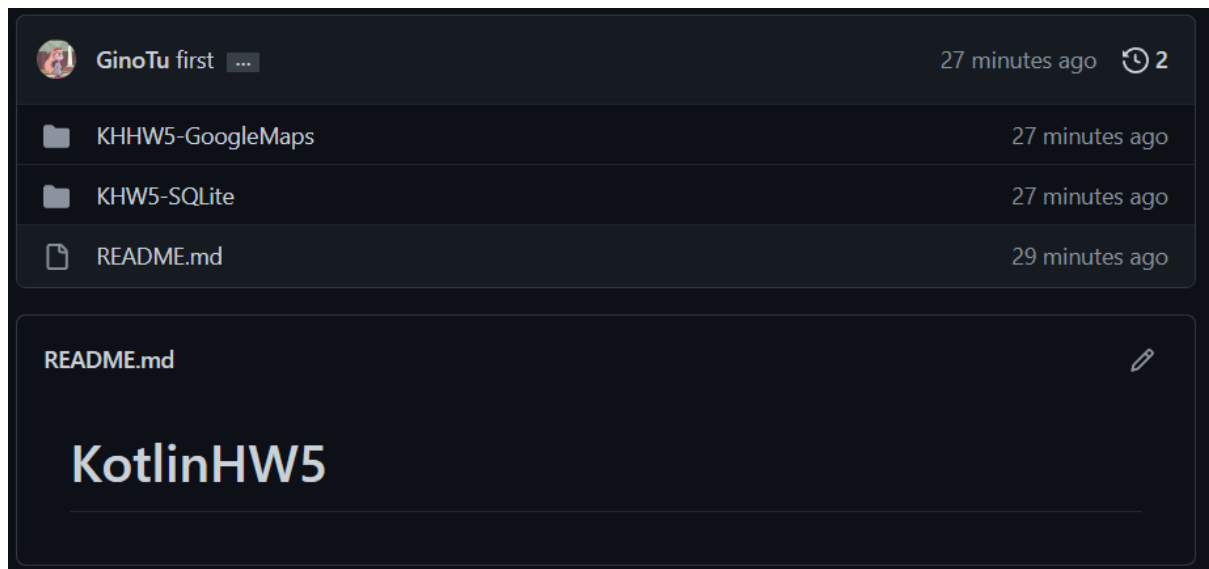 GinoTu first ... 27 minutes ago 2
KHHW5-GoogleMaps 27 minutes ago
KHW5-SQLite 27 minutes ago
README.md 29 minutes ago
README.md
KotlinHW5